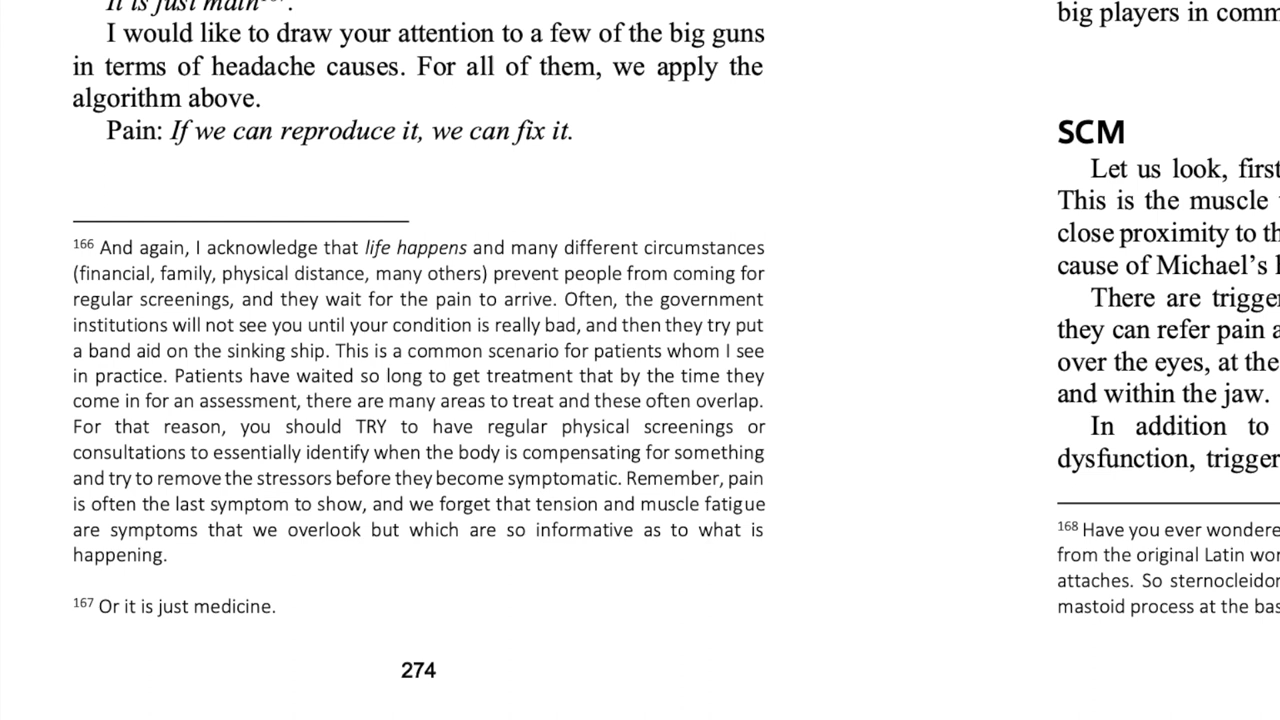 It is just math¹⁶⁷.
I would like to draw your attention to a few of the big guns
in terms of headache causes. For all of them, we apply the
algorithm above.
Pain: If we can reproduce it, we can fix it.
166 And again, I acknowledge that life happens and many different circumstances
(financial, family, physical distance, many others) prevent people from coming for
regular screenings, and they wait for the pain to arrive. Often, the government
institutions will not see you until your condition is really bad, and then they try put
a band aid on the sinking ship. This is a common scenario for patients whom I see
in practice. Patients have waited so long to get treatment that by the time they
come in for an assessment, there are many areas to treat and these often overlap.
For that reason, you should TRY to have regular physical screenings or
consultations to essentially identify when the body is compensating for something
and try to remove the stressors before they become symptomatic. Remember, pain
is often the last symptom to show, and we forget that tension and muscle fatigue
are symptoms that we overlook but which are so informative as to what is
happening.
167 Or it is just medicine.
274
big players in comm
SCM
Let us look, first
This is the muscle
close proximity to th
cause of Michael's
There are trigge
they can refer pain a
over the eyes, at the
and within the jaw.
In addition to
dysfunction, trigger
168 Have you ever wondere
from the original Latin wor
attaches. So sternocleidor
mastoid process at the bas